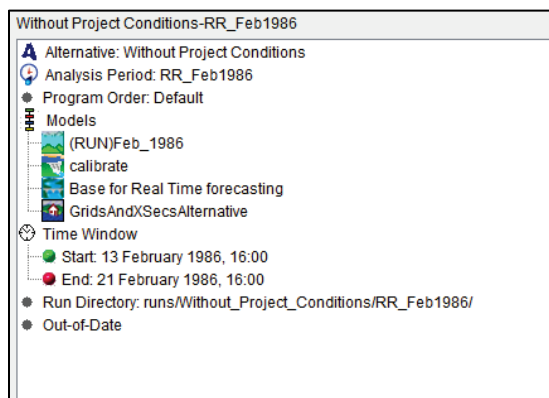 Without Project Conditions-RR_Feb1986
Alternative: Without Project Conditions
Analysis Period: RR_Feb1986
Program Order: Default
Models
(RUN)Feb_1986
calibrate
Base for Real Time forecasting
GridsAndXSecsAlternative
Time Window
Start: 13 February 1986, 16:00
End: 21 February 1986, 16:00
Run Directory: runs/Without_Project_Conditions/RR_Feb1986/
Out-of-Date